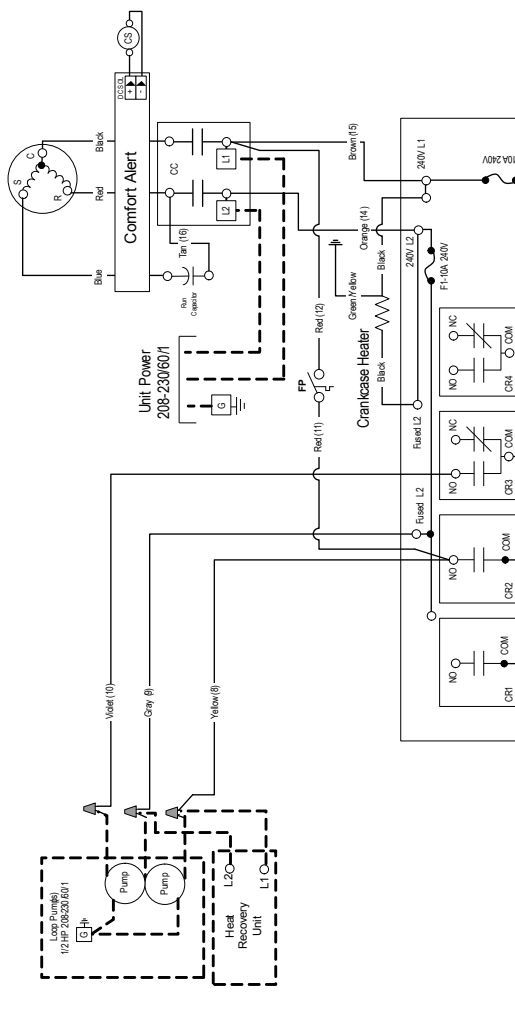 CS
DC SOL
+
-
Comfort Alert
S
C
R
Black
Red
Blue
CC
L1
L2
Tan (16)
Run
Capacitor
Unit Power
208-230/60/1
G
Brown (15)
Orange (14)
Red (12)
FP
Red (11)
Green/Yellow
Black
Crankcase Heater
Black
240V L1
10A 240V
240V L2
F1-10A 240V
Fused L2
Fused L2
NC
NO
COM
CR4
NC
NO
COM
CR3
NO
COM
CR2
NO
COM
CR1
Violet (10)
Gray (9)
Yellow (8)
Loop Pump(s)
1/2 HP 208-230/60/1
G
Pump
Pump
Heat
Recovery
Unit
L2
L1